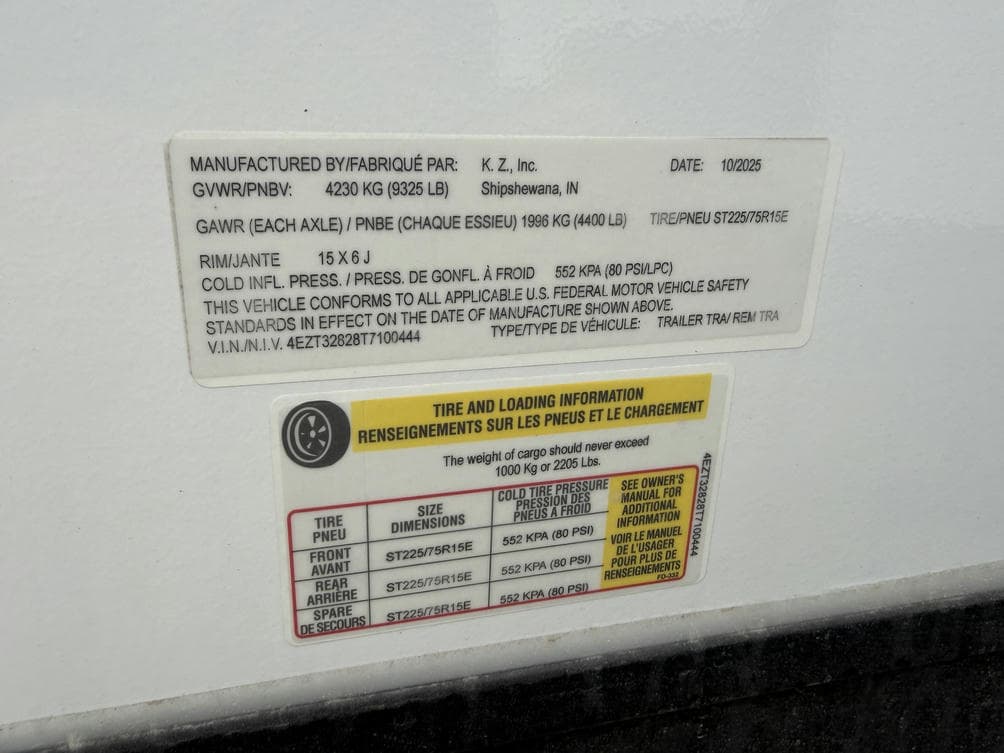 MANUFACTURED BY/FABRIQUÉ PAR: K. Z., Inc. DATE: 10/2025
GVWR/PNBV: 4230 KG (9325 LB) Shipshewana, IN
GAWR (EACH AXLE) / PNBE (CHAQUE ESSIEU) 1996 KG (4400 LB) TIRE/PNEU ST225/75R15E
RIM/JANTE 15 X 6 J
COLD INFL. PRESS. / PRESS. DE GONFL. À FROID 552 KPA (80 PSI/LPC)
THIS VEHICLE CONFORMS TO ALL APPLICABLE U.S. FEDERAL MOTOR VEHICLE SAFETY
STANDARDS IN EFFECT ON THE DATE OF MANUFACTURE SHOWN ABOVE.
V.I.N./N.I.V. 4EZT32828T7100444 TYPE/TYPE DE VÉHICULE: TRAILER TRA/ REM TRA
TIRE AND LOADING INFORMATION
RENSEIGNEMENTS SUR LES PNEUS ET LE CHARGEMENT
The weight of cargo should never exceed
1000 Kg or 2205 Lbs.
TIRE
PNEU
SIZE
DIMENSIONS
COLD TIRE PRESSURE
PRESSION DES
PNEUS À FROID
FRONT
AVANT
ST225/75R15E
552 KPA (80 PSI)
REAR
ARRIÈRE
ST225/75R15E
552 KPA (80 PSI)
SPARE
DE SECOURS
ST225/75R15E
552 KPA (80 PSI)
SEE OWNER'S
MANUAL FOR
ADDITIONAL
INFORMATION
VOIR LE MANUEL
DE L'USAGER
POUR PLUS DE
RENSEIGNEMENTS
FD-332
4EZT32828T7100444